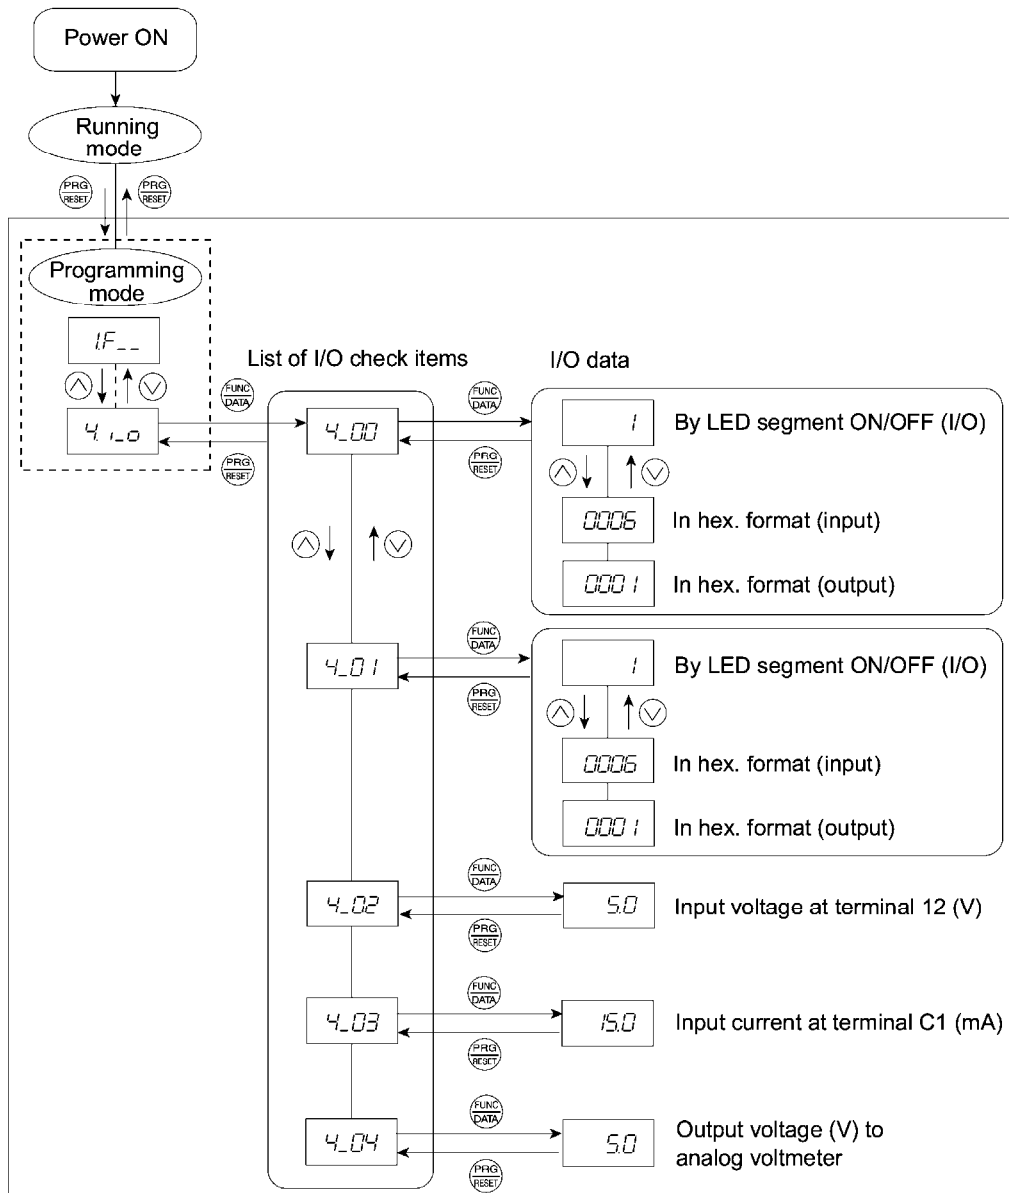 Power ON
Running
mode
PRG
RESET
PRG
RESET
Programming
mode
1.F__
4.i_o
List of I/O check items
I/O data
FUNC
DATA
PRG
RESET
4_00
FUNC
DATA
PRG
RESET
1
By LED segment ON/OFF (I/O)
0006
In hex. format (input)
0001
In hex. format (output)
4_01
FUNC
DATA
PRG
RESET
1
By LED segment ON/OFF (I/O)
0006
In hex. format (input)
0001
In hex. format (output)
4_02
FUNC
DATA
PRG
RESET
5.0
Input voltage at terminal 12 (V)
4_03
FUNC
DATA
PRG
RESET
15.0
Input current at terminal C1 (mA)
4_04
FUNC
DATA
PRG
RESET
5.0
Output voltage (V) to
analog voltmeter